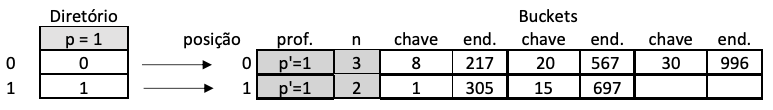 Diretório Buckets
p = 1 posição prof. n chave end. chave end. chave end.
0 0 0 p'=1 3 8 217 20 567 30 996
1 1 1 p'=1 2 1 305 15 697